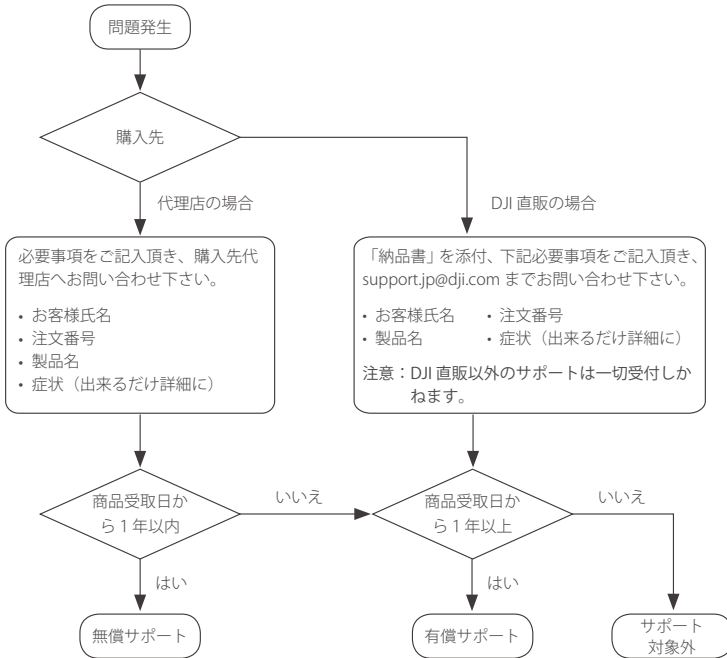 問題発生
購入先
代理店の場合
DJI 直販の場合
必要事項をご記入頂き、購入先代
理店へお問い合わせ下さい。
• お客様氏名
• 注文番号
• 製品名
• 症状（出来るだけ詳細に）
「納品書」を添付、下記必要事項をご記入頂き、
support.jp@dji.com までお問い合わせ下さい。
• お客様氏名 • 注文番号
• 製品名 • 症状（出来るだけ詳細に）
注意：DJI 直販以外のサポートは一切受付しか
ねます。
商品受取日か
ら 1 年以内
いいえ
商品受取日か
ら 1 年以上
いいえ
はい
はい
無償サポート
有償サポート
サポート
対象外